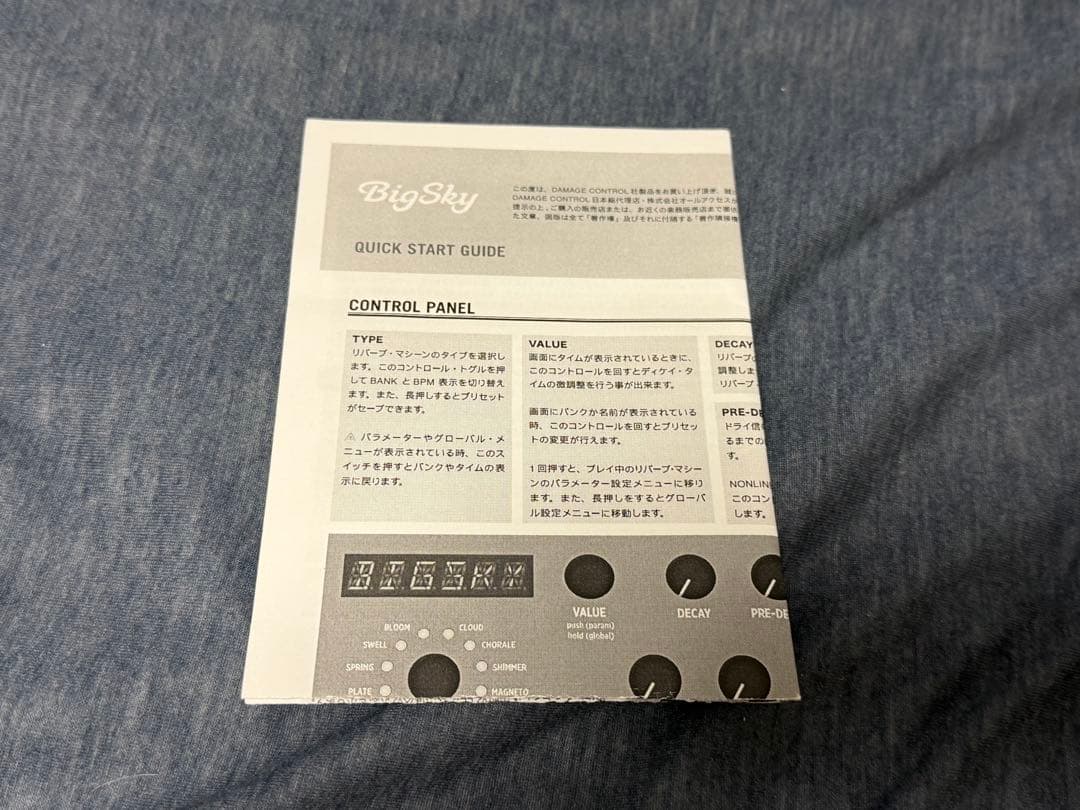 BigSky
この度は、DAMAGE CONTROL社製品をお買い上げ頂き、誠
DAMAGE CONTROL日本総代理店・株式会社オールアクセスが
提示の上、ご購入の販売店または、お近くの楽器販売店まで
た文章、図版は全て「著作権」及びそれに付随する「著作隣接権
QUICK START GUIDE
CONTROL PANEL
TYPE
リバーブ・マシーンのタイプを選択し
ます。このコントロール・トグルを押
して BANK と BPM 表示を切り替え
ます。また、長押しするとプリセット
がセーブできます。
⚠ パラメーターやグローバル・メ
ニューが表示されている時、このス
イッチを押すとバンクやタイムの表
示に戻ります。
VALUE
画面にタイムが表示されているときに、
このコントロールを回すとディケイ・タ
イムの微調整を行う事が出来ます。
画面にバンクか名前が表示されている
時、このコントロールを回すとプリセッ
トの変更が行えます。
1 回押すと、プレイ中のリバーブ・マシー
ンのパラメーター設定メニューに移り
ます。また、長押しをするとグローバ
ル設定メニューに移動します。
DECAY
リバーブ
調整しま
リバーブ・
PRE-DE
ドライ信
るまでの
す。
NONLIN
このコン
します。
BIGSKY
VALUE
push (param)
hold (global)
DECAY
PRE-DE
BLOOM
CLOUD
SWELL
CHORALE
SPRING
SHIMMER
PLATE
MAGNETO